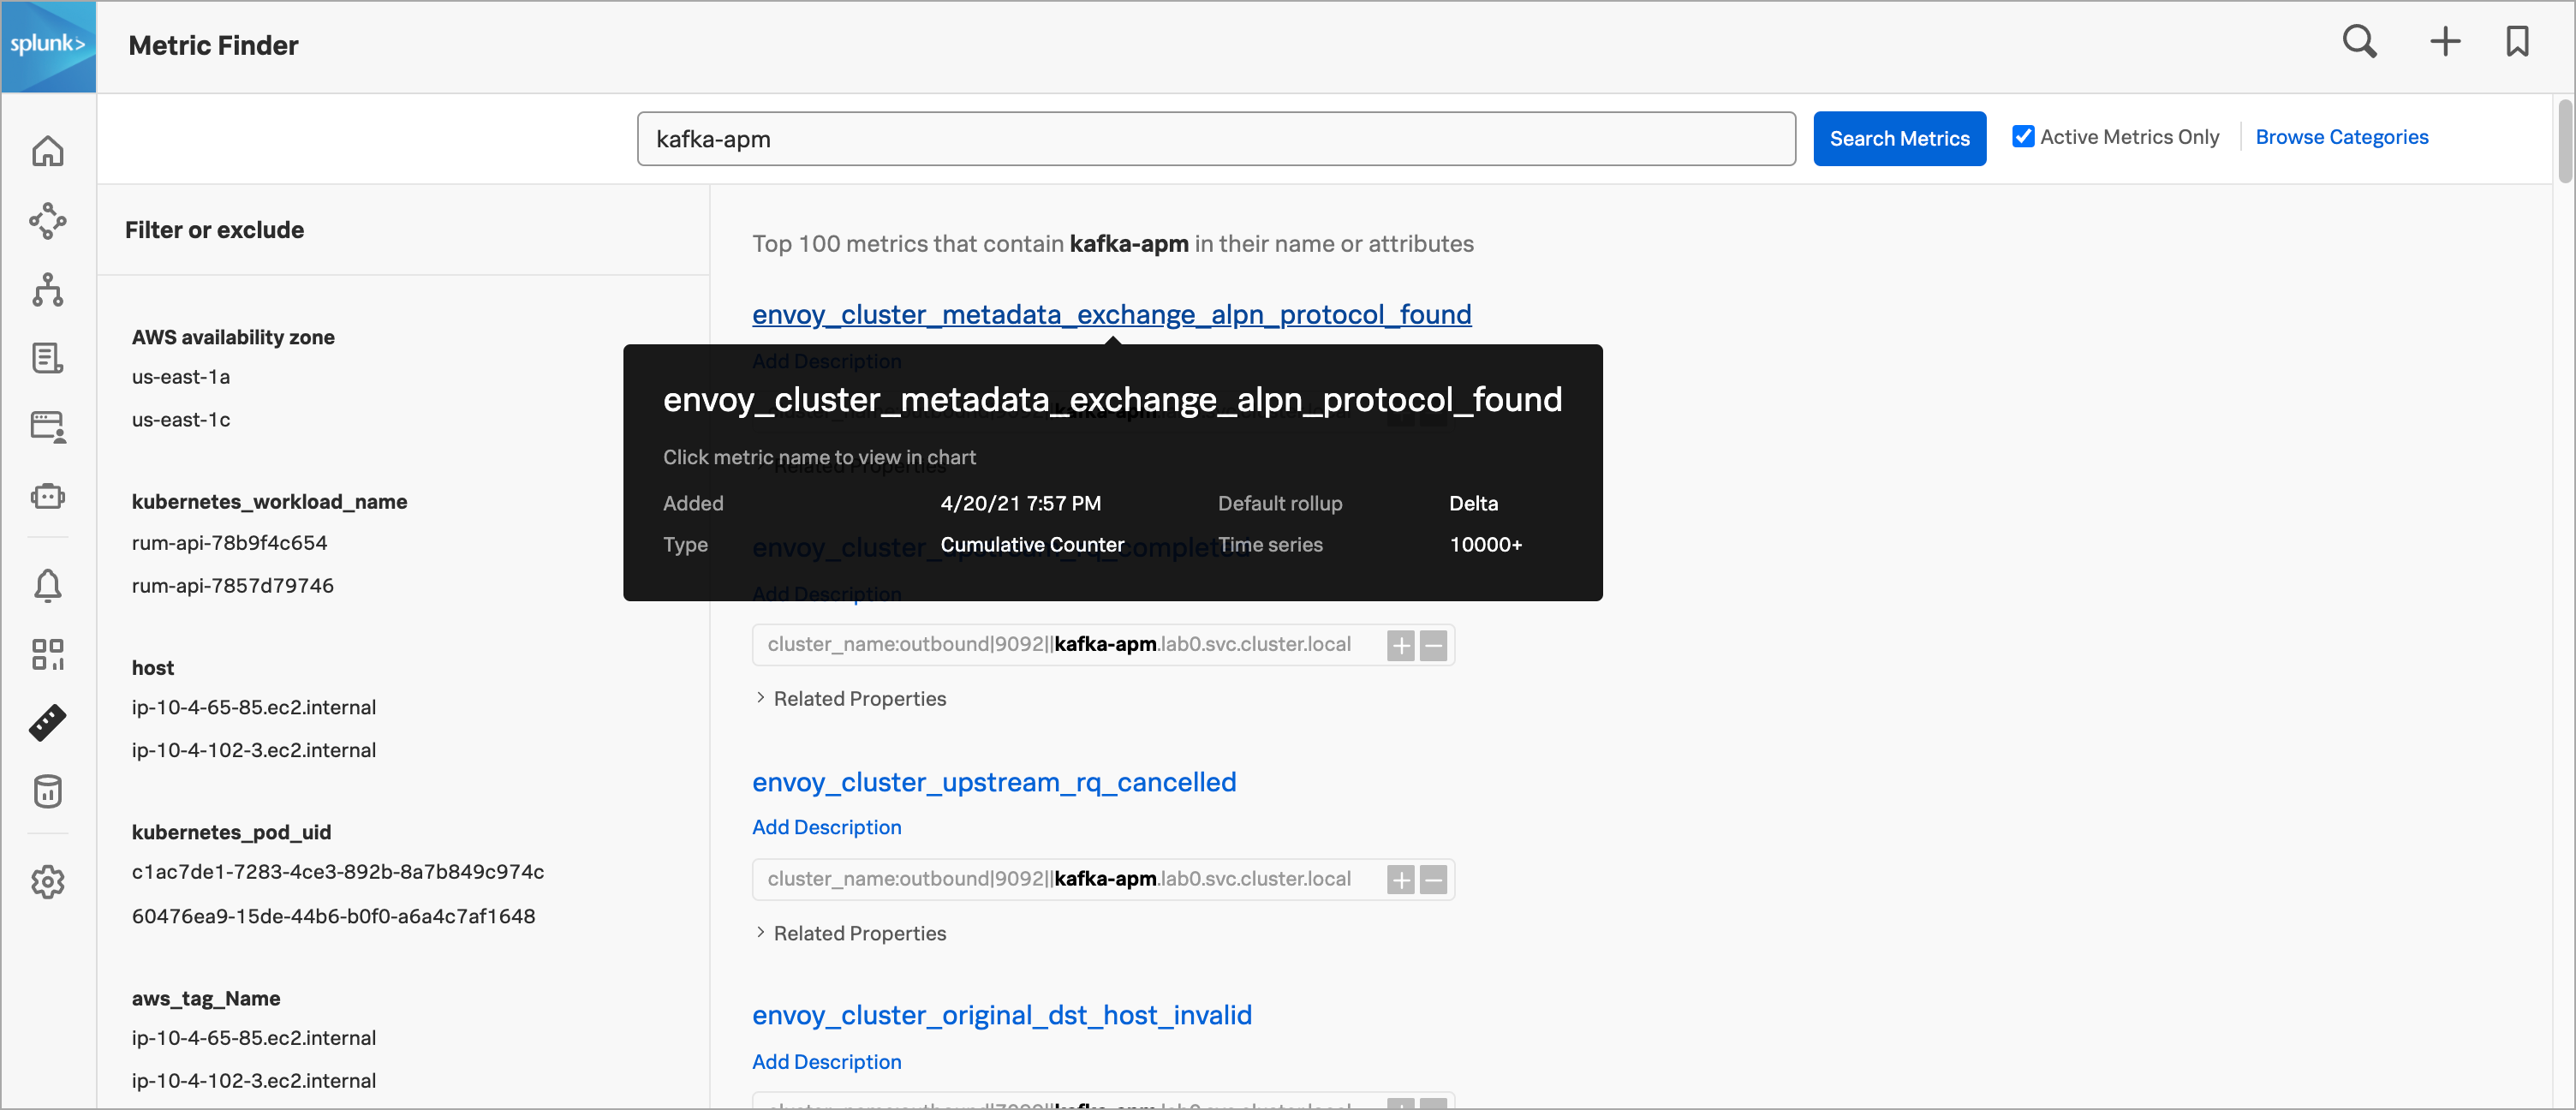 splunk> Metric Finder
kafka-apm
Search Metrics
Active Metrics Only
Browse Categories
Filter or exclude
AWS availability zone
us-east-1a
us-east-1c
kubernetes_workload_name
rum-api-78b9f4c654
rum-api-7857d79746
host
ip-10-4-65-85.ec2.internal
ip-10-4-102-3.ec2.internal
kubernetes_pod_uid
c1ac7de1-7283-4ce3-892b-8a7b849c974c
60476ea9-15de-44b6-b0f0-a6a4c7af1648
aws_tag_Name
ip-10-4-65-85.ec2.internal
ip-10-4-102-3.ec2.internal
Top 100 metrics that contain kafka-apm in their name or attributes
envoy_cluster_metadata_exchange_alpn_protocol_found
Add Description
envoy_cluster_metadata_exchange_alpn_protocol_found
Click metric name to view in chart
Related Properties
Added 4/20/21 7:57 PM Default rollup Delta
Type Cumulative Counter Time series 10000+
envoy_cluster_upstream_rq_completed
Add Description
cluster_name:outbound|9092||kafka-apm.lab0.svc.cluster.local
Related Properties
envoy_cluster_upstream_rq_cancelled
Add Description
cluster_name:outbound|9092||kafka-apm.lab0.svc.cluster.local
Related Properties
envoy_cluster_original_dst_host_invalid
Add Description